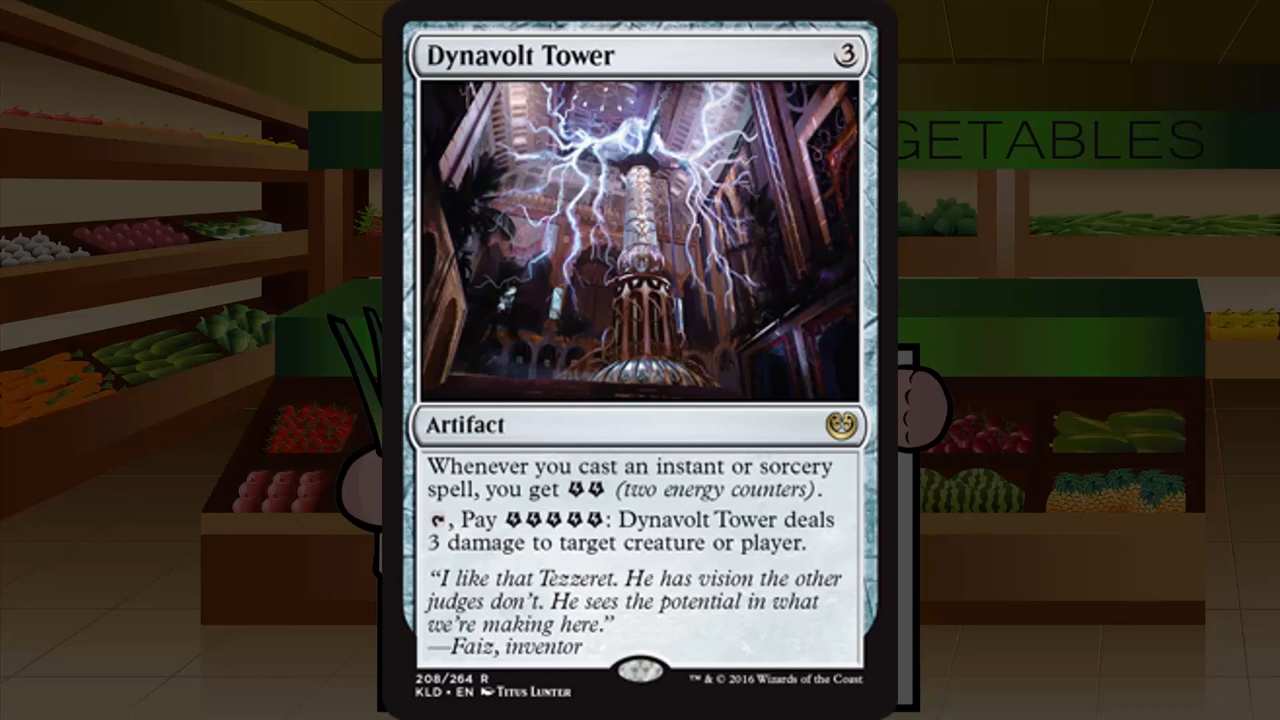 Dynavolt Tower
3
GETABLES
Artifact
Whenever you cast an instant or sorcery
spell, you get (two energy counters).
, Pay : Dynavolt Tower deals
3 damage to target creature or player.
“I like that Tezzeret. He has vision the other
judges don’t. He sees the potential in what
we’re making here.”
—Faiz, inventor
208/264 R
KLD • EN Titus Lunter
™ & © 2016 Wizards of the Coast